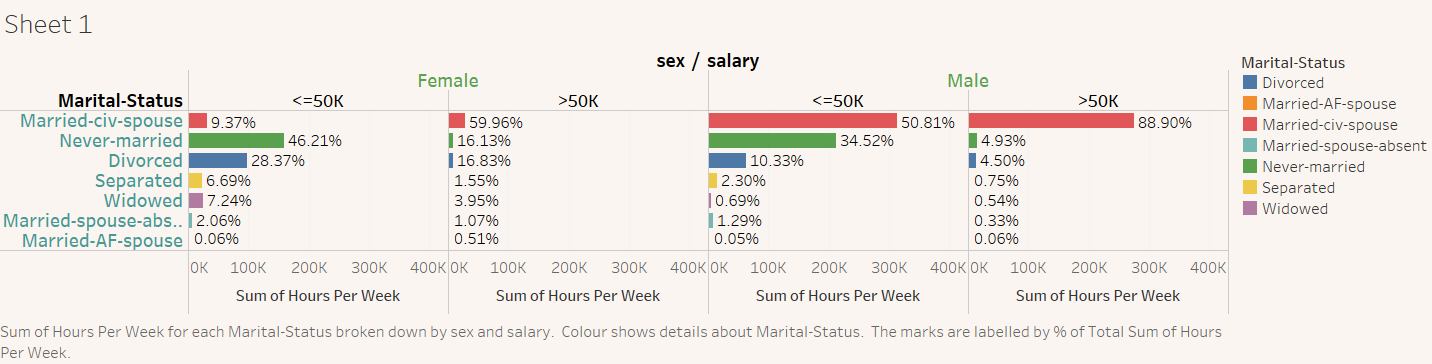 Sheet 1
sex / salary
Female Male
Marital-Status <=50K >50K <=50K >50K
Married-civ-spouse 9.37% 59.96% 50.81% 88.90%
Never-married 46.21% 16.13% 34.52% 4.93%
Divorced 28.37% 16.83% 10.33% 4.50%
Separated 6.69% 1.55% 2.30% 0.75%
Widowed 7.24% 3.95% 0.69% 0.54%
Married-spouse-abs.. 2.06% 1.07% 1.29% 0.33%
Married-AF-spouse 0.06% 0.51% 0.05% 0.06%
0K 100K 200K 300K 400K 0K 100K 200K 300K 400K 0K 100K 200K 300K 400K 0K 100K 200K 300K 400K
Sum of Hours Per Week Sum of Hours Per Week Sum of Hours Per Week Sum of Hours Per Week
Marital-Status
Divorced
Married-AF-spouse
Married-civ-spouse
Married-spouse-absent
Never-married
Separated
Widowed
Sum of Hours Per Week for each Marital-Status broken down by sex and salary. Colour shows details about Marital-Status. The marks are labelled by % of Total Sum of Hours
Per Week.